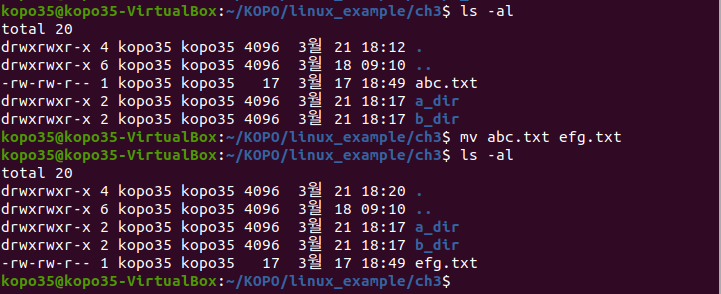 kopo35@kopo35-VirtualBox:~/KOPO/linux_example/ch3$ ls -al
total 20
drwxrwxr-x 4 kopo35 kopo35 4096  3월 21 18:12 .
drwxrwxr-x 6 kopo35 kopo35 4096  3월 18 09:10 ..
-rw-rw-r-- 1 kopo35 kopo35   17  3월 17 18:49 abc.txt
drwxrwxr-x 2 kopo35 kopo35 4096  3월 21 18:17 a_dir
drwxrwxr-x 2 kopo35 kopo35 4096  3월 21 18:17 b_dir
kopo35@kopo35-VirtualBox:~/KOPO/linux_example/ch3$ mv abc.txt efg.txt
kopo35@kopo35-VirtualBox:~/KOPO/linux_example/ch3$ ls -al
total 20
drwxrwxr-x 4 kopo35 kopo35 4096  3월 21 18:20 .
drwxrwxr-x 6 kopo35 kopo35 4096  3월 18 09:10 ..
drwxrwxr-x 2 kopo35 kopo35 4096  3월 21 18:17 a_dir
drwxrwxr-x 2 kopo35 kopo35 4096  3월 21 18:17 b_dir
-rw-rw-r-- 1 kopo35 kopo35   17  3월 17 18:49 efg.txt
kopo35@kopo35-VirtualBox:~/KOPO/linux_example/ch3$